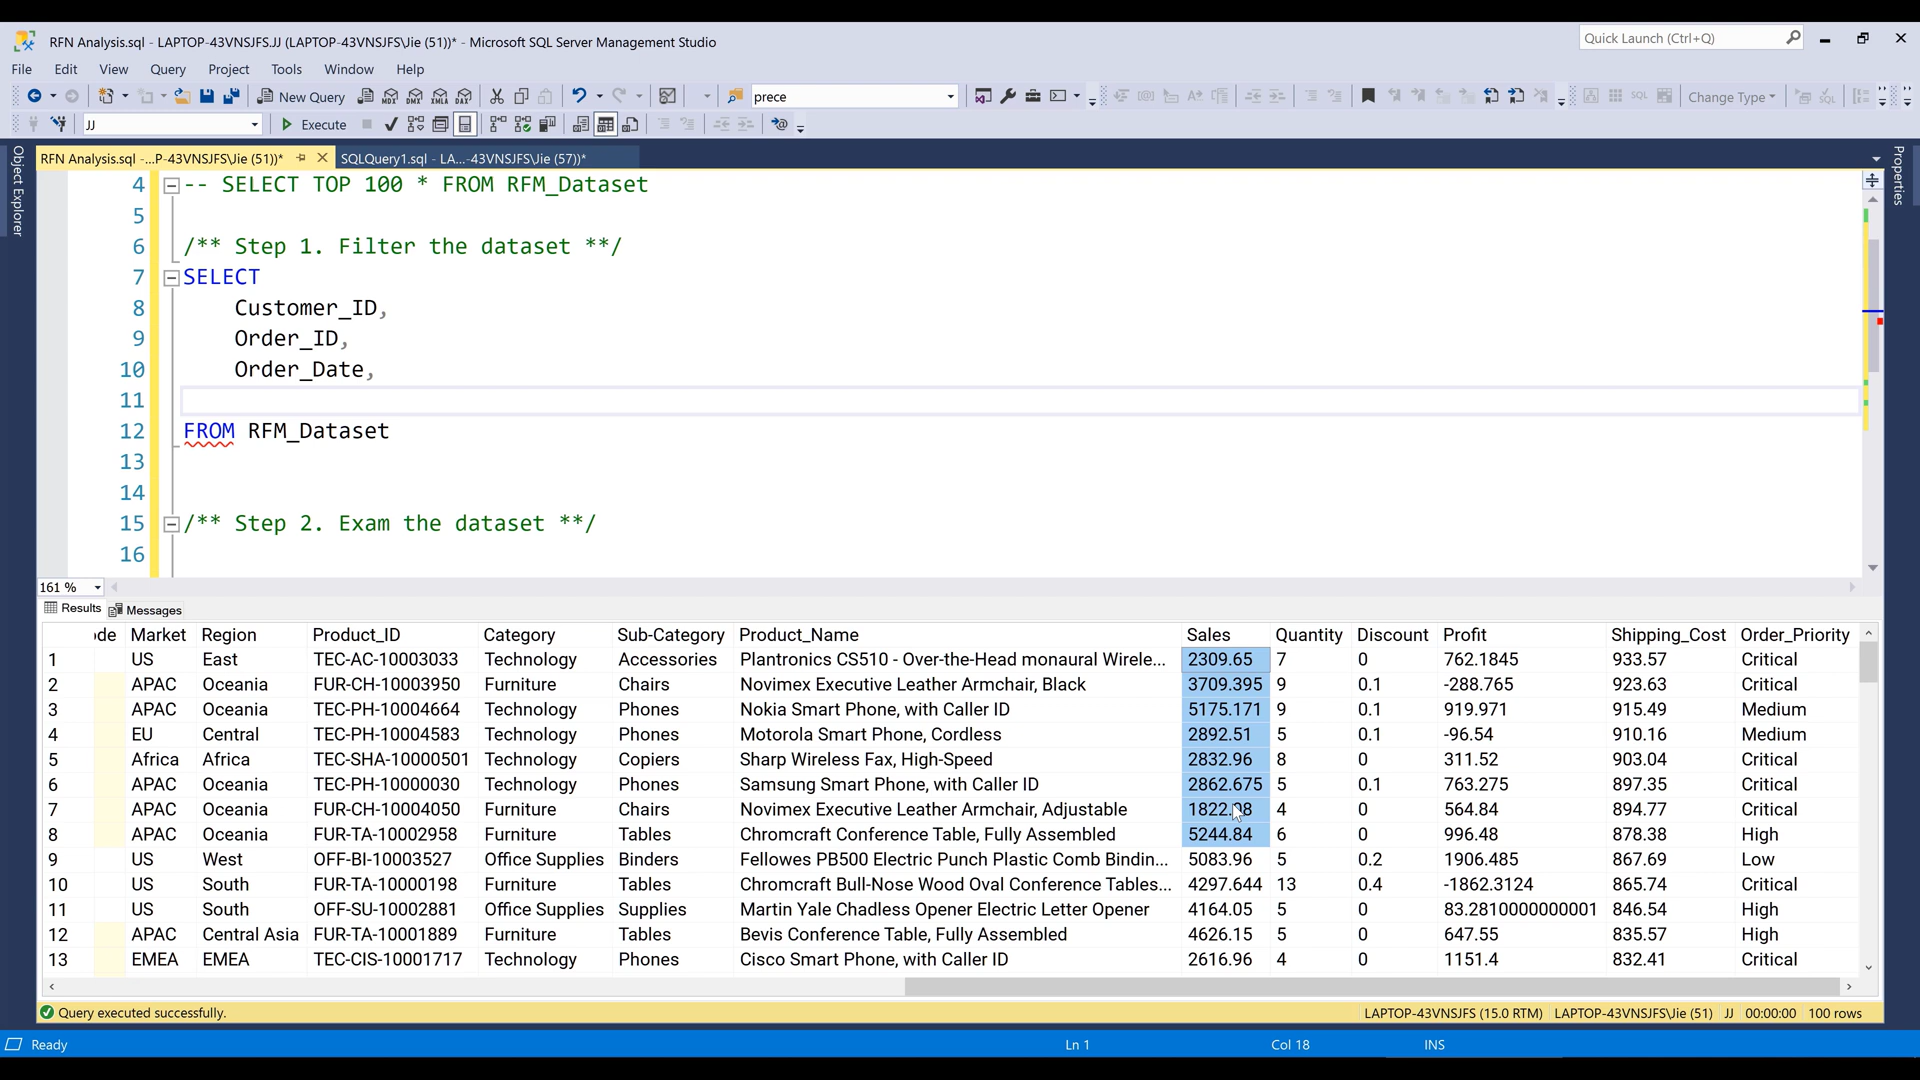 RFN Analysis.sql - LAPTOP-43VNSJFS.JJ (LAPTOP-43VNSJFS\Jie (51))* - Microsoft SQL Server Management Studio
Quick Launch (Ctrl+Q)
File Edit View Query Project Tools Window Help
New Query MDX DMX XMLA DAX prece Change Type
JJ Execute
Object Explorer
RFN Analysis.sql -...P-43VNSJFS\Jie (51))* SQLQuery1.sql - LA...-43VNSJFS\Jie (57))*
Properties
4 -- SELECT TOP 100 * FROM RFM_Dataset
5
6 /** Step 1. Filter the dataset **/
7 SELECT
8 Customer_ID,
9 Order_ID,
10 Order_Date,
11
12 FROM RFM_Dataset
13
14
15 /** Step 2. Exam the dataset **/
16
161 %
Results Messages
ode Market Region Product_ID Category Sub-Category Product_Name Sales Quantity Discount Profit Shipping_Cost Order_Priority
1 US East TEC-AC-10003033 Technology Accessories Plantronics CS510 - Over-the-Head monaural Wirele... 2309.65 7 0 762.1845 933.57 Critical
2 APAC Oceania FUR-CH-10003950 Furniture Chairs Novimex Executive Leather Armchair, Black 3709.395 9 0.1 -288.765 923.63 Critical
3 APAC Oceania TEC-PH-10004664 Technology Phones Nokia Smart Phone, with Caller ID 5175.171 9 0.1 919.971 915.49 Medium
4 EU Central TEC-PH-10004583 Technology Phones Motorola Smart Phone, Cordless 2892.51 5 0.1 -96.54 910.16 Medium
5 Africa Africa TEC-SHA-10000501 Technology Copiers Sharp Wireless Fax, High-Speed 2832.96 8 0 311.52 903.04 Critical
6 APAC Oceania TEC-PH-10000030 Technology Phones Samsung Smart Phone, with Caller ID 2862.675 5 0.1 763.275 897.35 Critical
7 APAC Oceania FUR-CH-10004050 Furniture Chairs Novimex Executive Leather Armchair, Adjustable 4 0 564.84 894.77 Critical
8 APAC Oceania FUR-TA-10002958 Furniture Tables Chromcraft Conference Table, Fully Assembled 5244.84 6 0 996.48 878.38 High
9 US West OFF-BI-10003527 Office Supplies Binders Fellowes PB500 Electric Punch Plastic Comb Bindin... 5083.96 5 0.2 1906.485 867.69 Low
10 US South FUR-TA-10000198 Furniture Tables Chromcraft Bull-Nose Wood Oval Conference Tables... 4297.644 13 0.4 -1862.3124 865.74 Critical
11 US South OFF-SU-10002881 Office Supplies Supplies Martin Yale Chadless Opener Electric Letter Opener 4164.05 5 0 83.2810000000001 846.54 High
12 APAC Central Asia FUR-TA-10001889 Furniture Tables Bevis Conference Table, Fully Assembled 4626.15 5 0 647.55 835.57 High
13 EMEA EMEA TEC-CIS-10001717 Technology Phones Cisco Smart Phone, with Caller ID 2616.96 4 0 1151.4 832.41 Critical
Query executed successfully. LAPTOP-43VNSJFS (15.0 RTM) LAPTOP-43VNSJFS\Jie (51) JJ 00:00:00 100 rows
Ready Ln 1 Col 18 INS